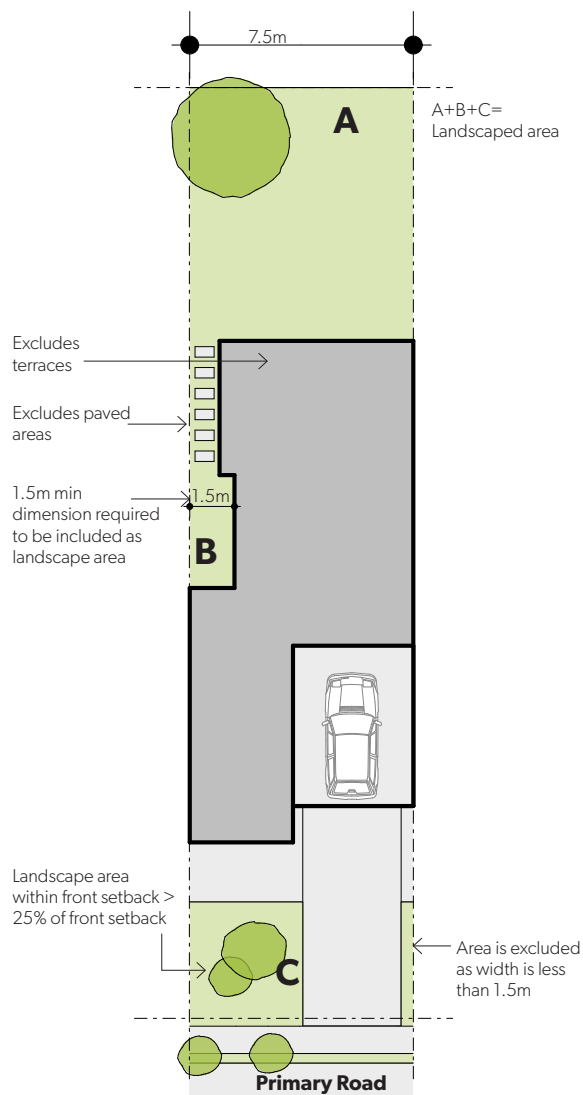 7.5m
A
A+B+C=
Landscaped area
Excludes
terraces
Excludes paved
areas
1.5m min
dimension required
to be included as
landscape area
1.5m
B
Landscape area
within front setback >
25% of front setback
C
Area is excluded
as width is less
than 1.5m
Primary Road